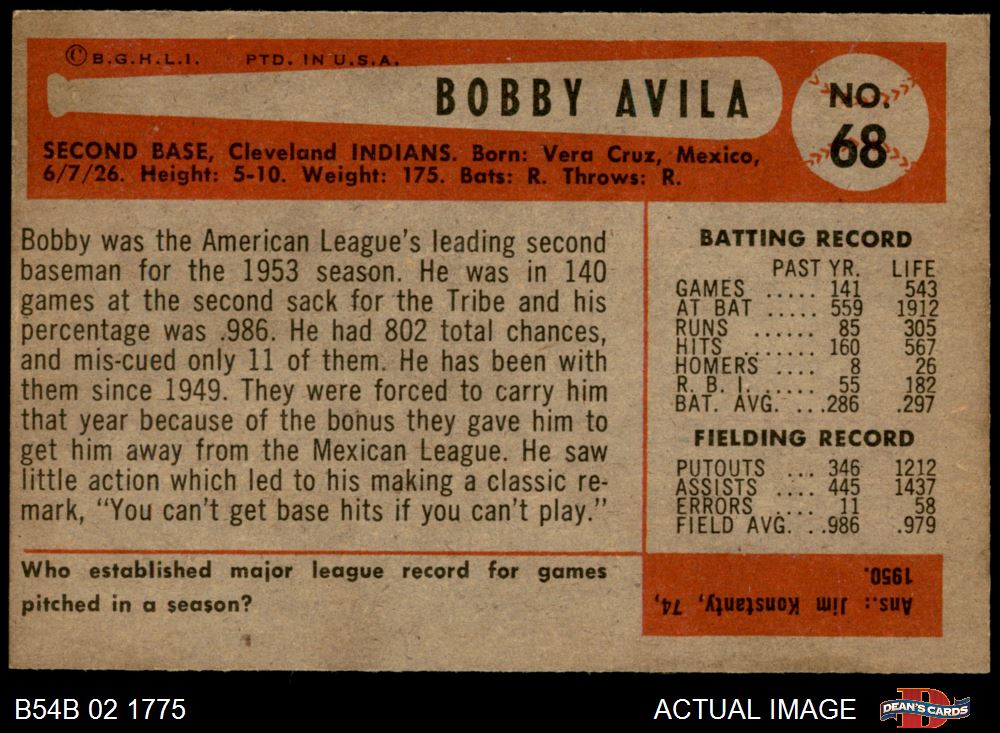 ©B.G.H.L.I. PTD. IN U.S.A.
BOBBY AVILA
NO.
68
SECOND BASE, Cleveland INDIANS. Born: Vera Cruz, Mexico,
6/7/26. Height: 5-10. Weight: 175. Bats: R. Throws: R.
Bobby was the American League's leading second
baseman for the 1953 season. He was in 140
games at the second sack for the Tribe and his
percentage was .986. He had 802 total chances,
and mis-cued only 11 of them. He has been with
them since 1949. They were forced to carry him
that year because of the bonus they gave him to
get him away from the Mexican League. He saw
little action which led to his making a classic re-
mark, "You can't get base hits if you can't play."
Who established major league record for games
pitched in a season?
BATTING RECORD
PAST YR. LIFE
GAMES ..... 141 543
AT BAT ..... 559 1912
RUNS ...... 85 305
HITS ........ 160 567
HOMERS .... 8 26
R. B. I. ...... 55 182
BAT. AVG. ... .286 .297
FIELDING RECORD
PUTOUTS ... 346 1212
ASSISTS .... 445 1437
ERRORS .... 11 58
FIELD AVG. .. .986 .979
Ans.: Jim Konstanty, 74,
1950.
B54B 02 1775
ACTUAL IMAGE
D
DEAN'S CARDS